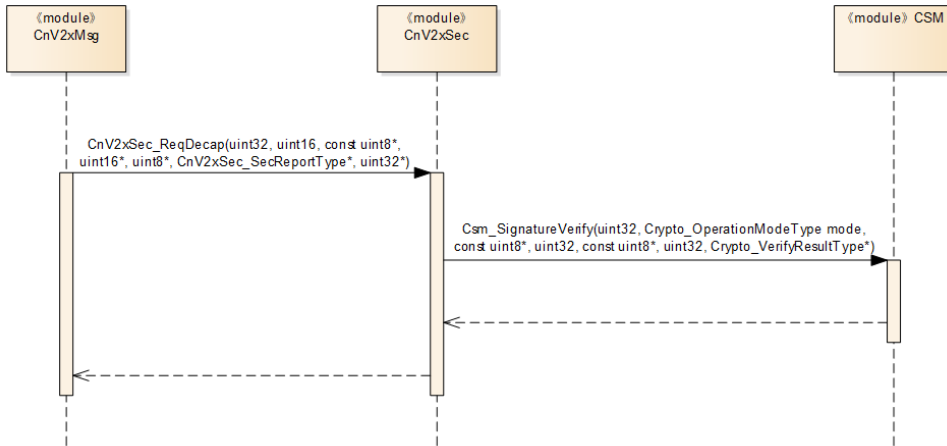 《module》
CnV2xMsg
《module》
CnV2xSec
《module》 CSM
CnV2xSec_ReqDecap(uint32, uint16, const uint8*,
uint16*, uint8*, CnV2xSec_SecReportType*, uint32*)
Csm_SignatureVerify(uint32, Crypto_OperationModeType mode,
const uint8*, uint32, const uint8*, uint32, Crypto_VerifyResultType*)